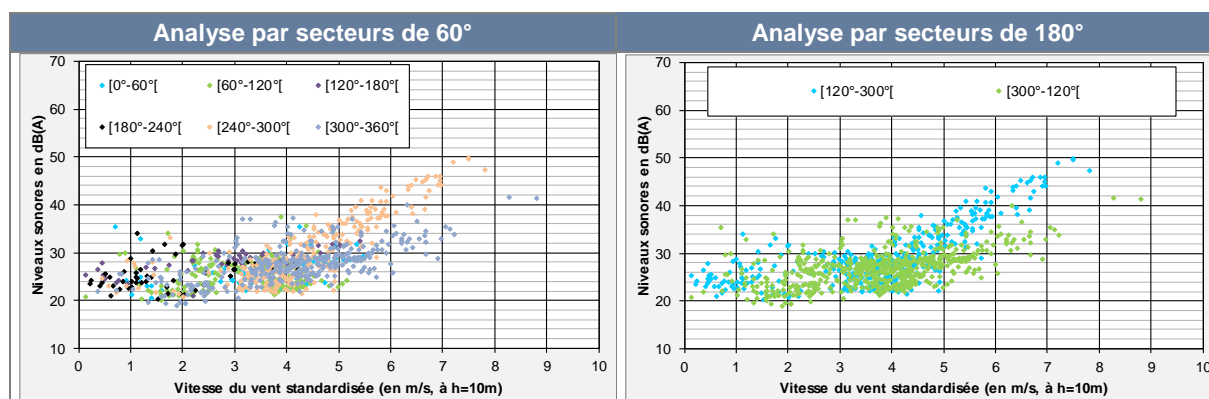 Analyse par secteurs de 60°
Analyse par secteurs de 180°
Niveaux sonores en dB(A)
70
60
50
40
30
20
10
[0°-60°[
[60°-120°[
[120°-180°[
[180°-240°[
[240°-300°[
[300°-360°[
0 1 2 3 4 5 6 7 8 9 10
Vitesse du vent standardisée (en m/s, à h=10m)
Niveaux sonores en dB(A)
70
60
50
40
30
20
10
[120°-300°[
[300°-120°[
0 1 2 3 4 5 6 7 8 9 10
Vitesse du vent standardisée (en m/s, à h=10m)